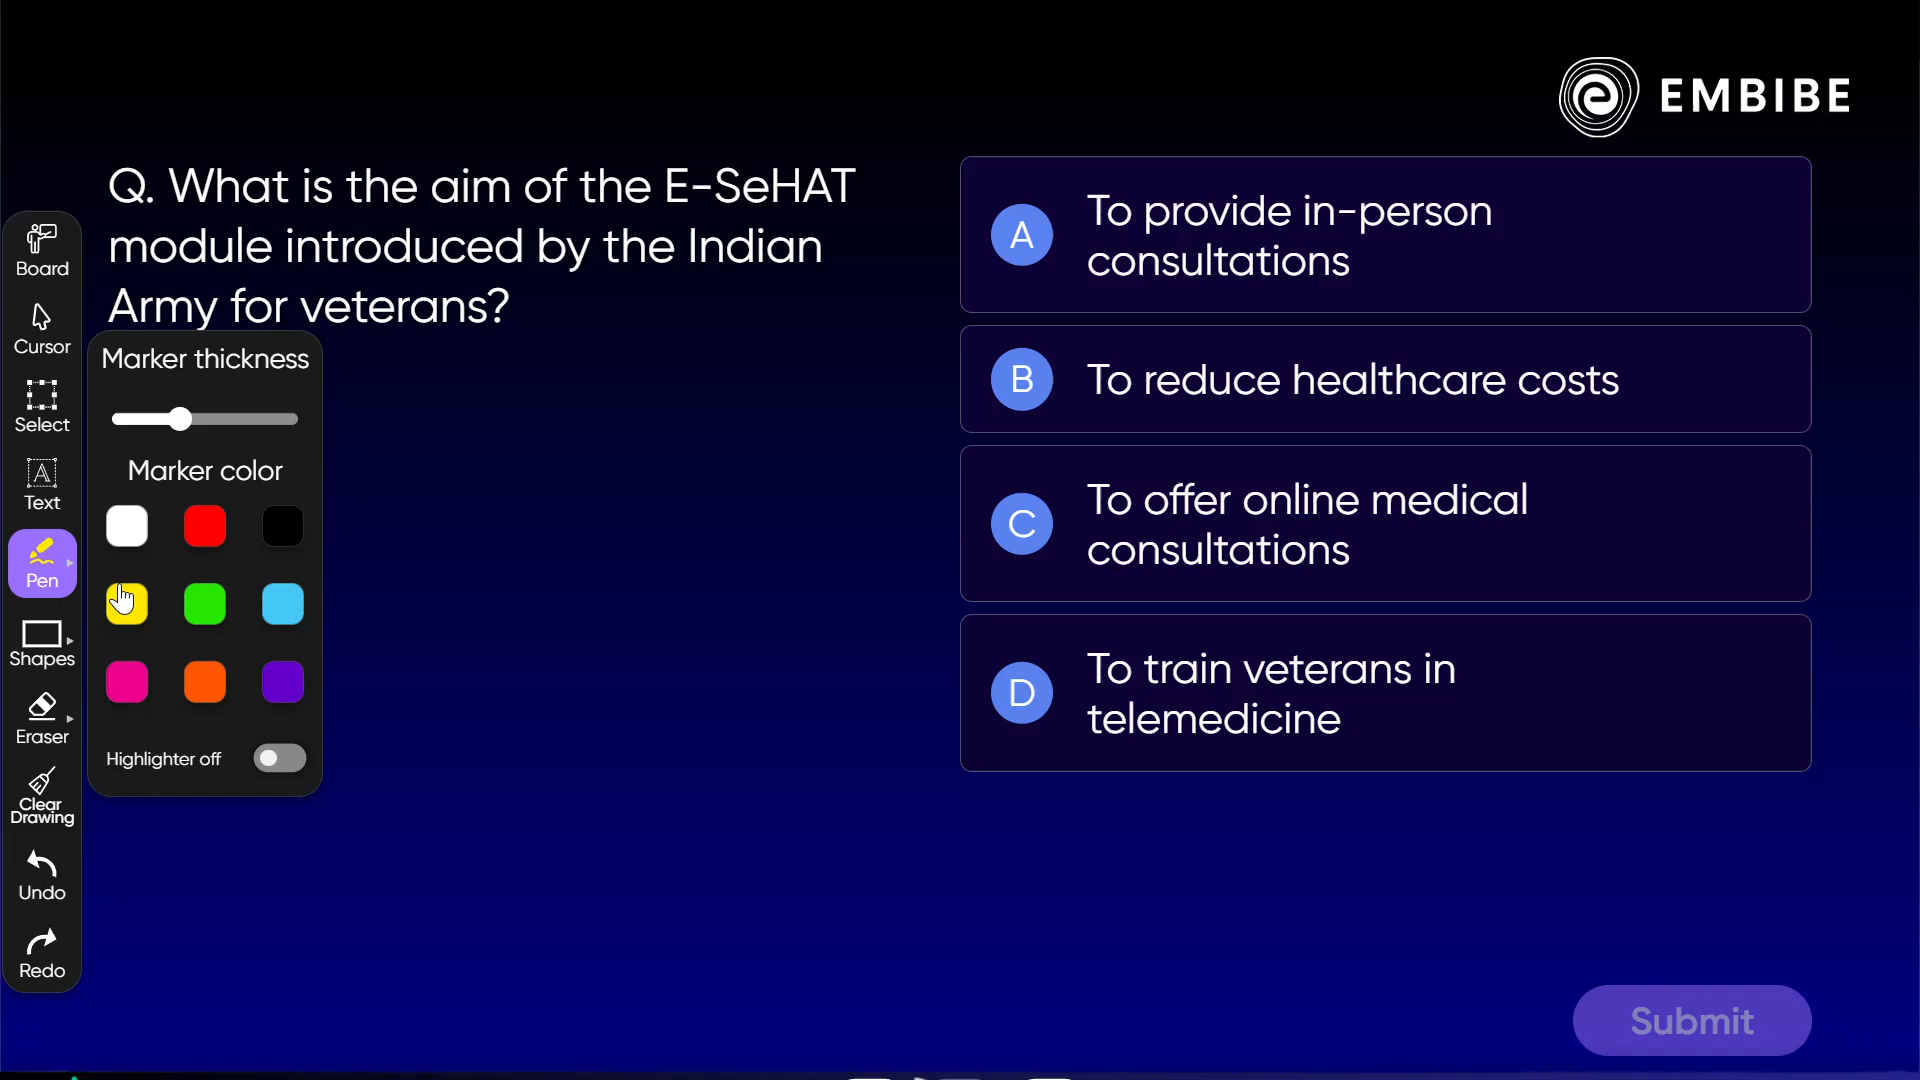 EMBIBE
Q. What is the aim of the E-SeHAT
module introduced by the Indian
Army for veterans?
A
To provide in-person
consultations
B
To reduce healthcare costs
C
To offer online medical
consultations
D
To train veterans in
telemedicine
Board
Cursor
Select
A
Text
Pen
Shapes
Eraser
Clear
Drawing
Undo
Redo
Marker thickness
Marker color
Highlighter off
Submit